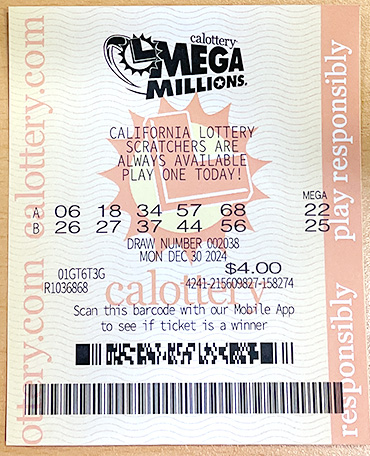 calottery
MEGA
MILLIONS
CALIFORNIA LOTTERY
SCRATCHERS ARE
ALWAYS AVAILABLE
PLAY ONE TODAY!
MEGA
A 06 18 34 57 68 22
B 26 27 37 44 56 25
DRAW NUMBER 002038
MON DEC 30 2024
01GT6T3G $4.00
R1036868 4241-215609827-158274
calottery
Scan this barcode with our Mobile App
to see if ticket is a winner
ottery.com calottery.com
responsibly play responsibly